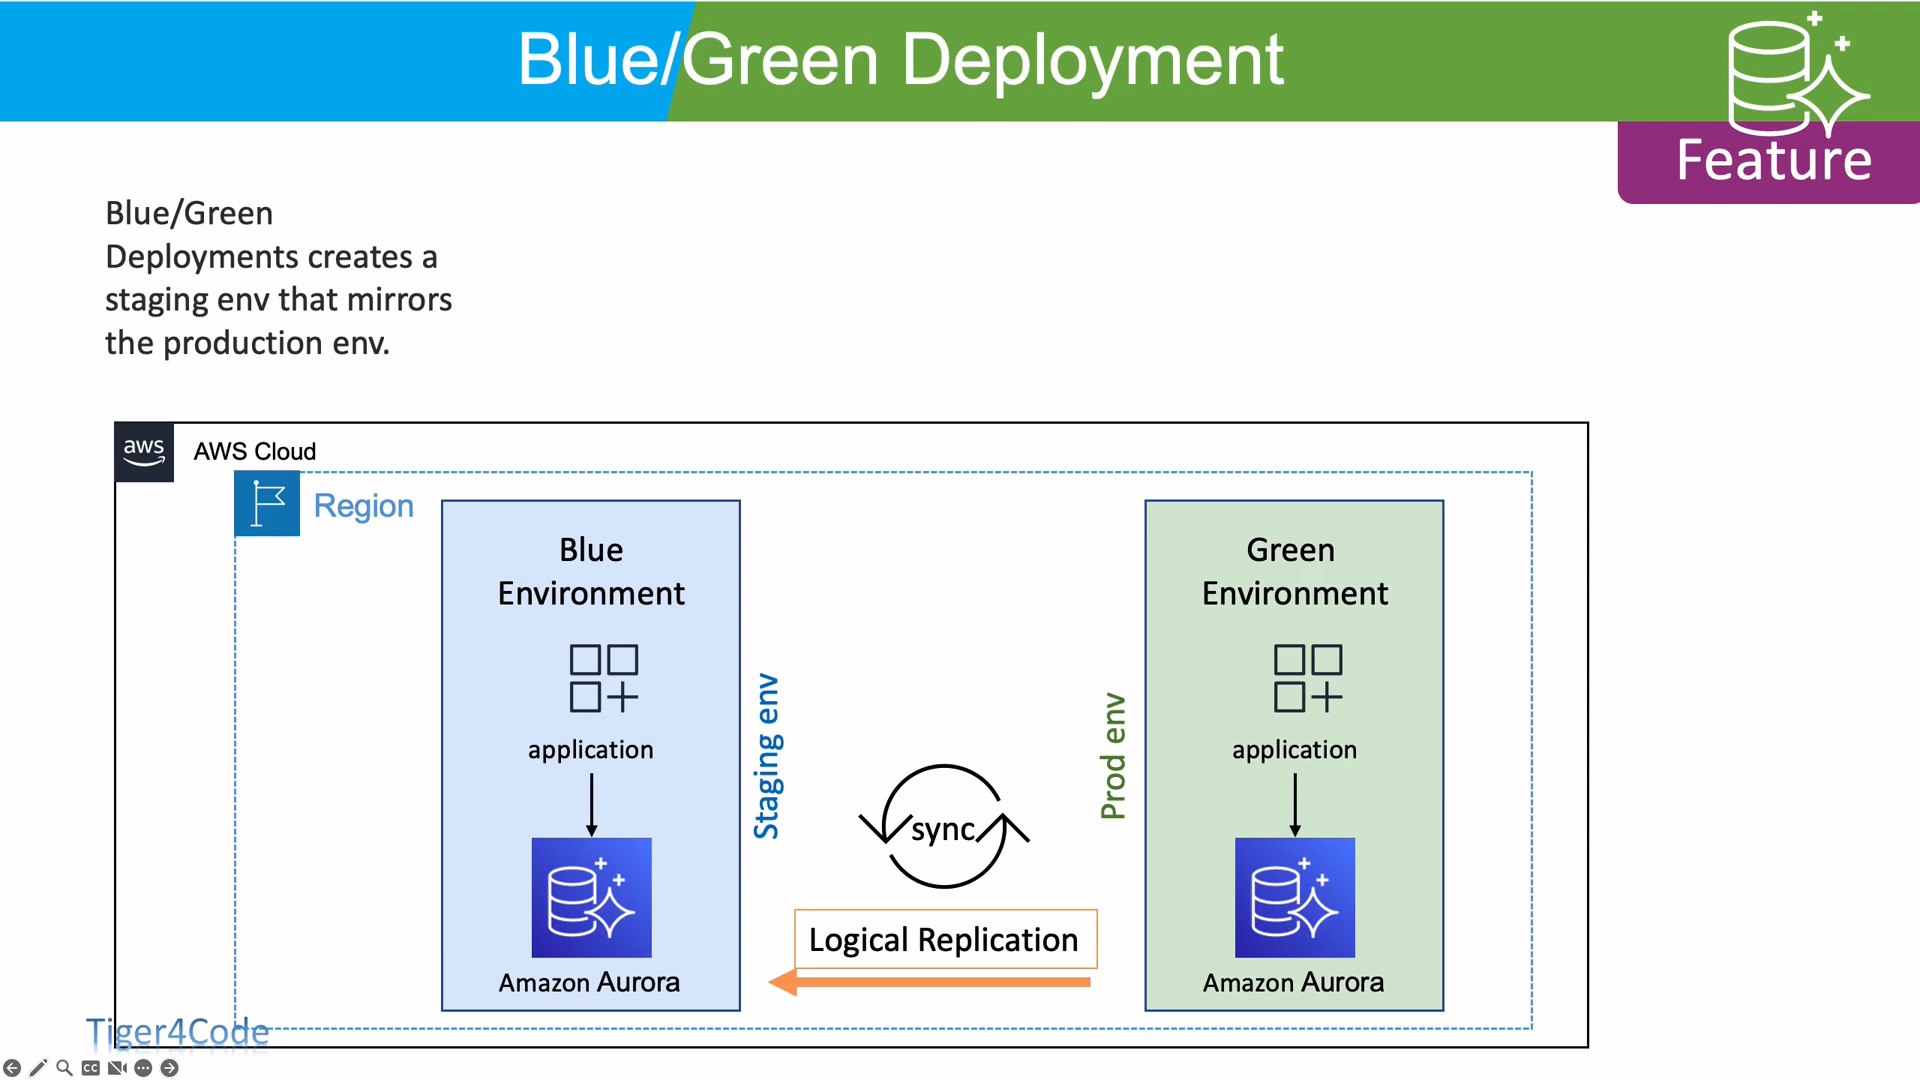 Blue/Green Deployment
Feature
Blue/Green
Deployments creates a
staging env that mirrors
the production env.
aws
AWS Cloud
Region
Blue
Environment
application
Amazon Aurora
Staging env
sync
Logical Replication
Prod env
Green
Environment
application
Amazon Aurora
Tiger4Code
CC